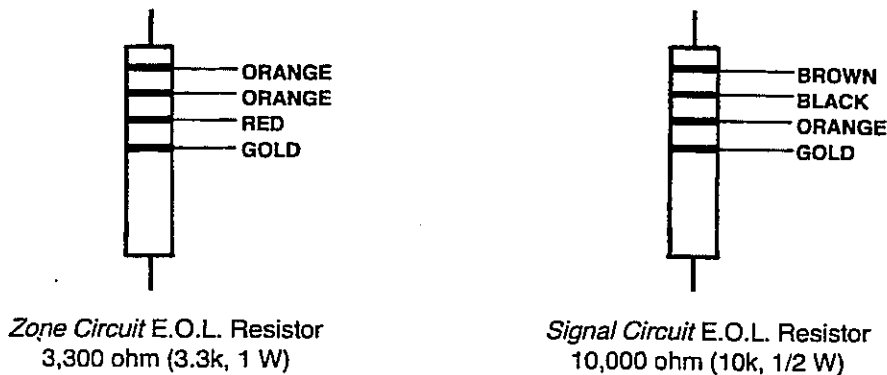 ORANGE
ORANGE
RED
GOLD
BROWN
BLACK
ORANGE
GOLD
Zone Circuit E.O.L. Resistor
3,300 ohm (3.3k, 1 W)
Signal Circuit E.O.L. Resistor
10,000 ohm (10k, 1/2 W)